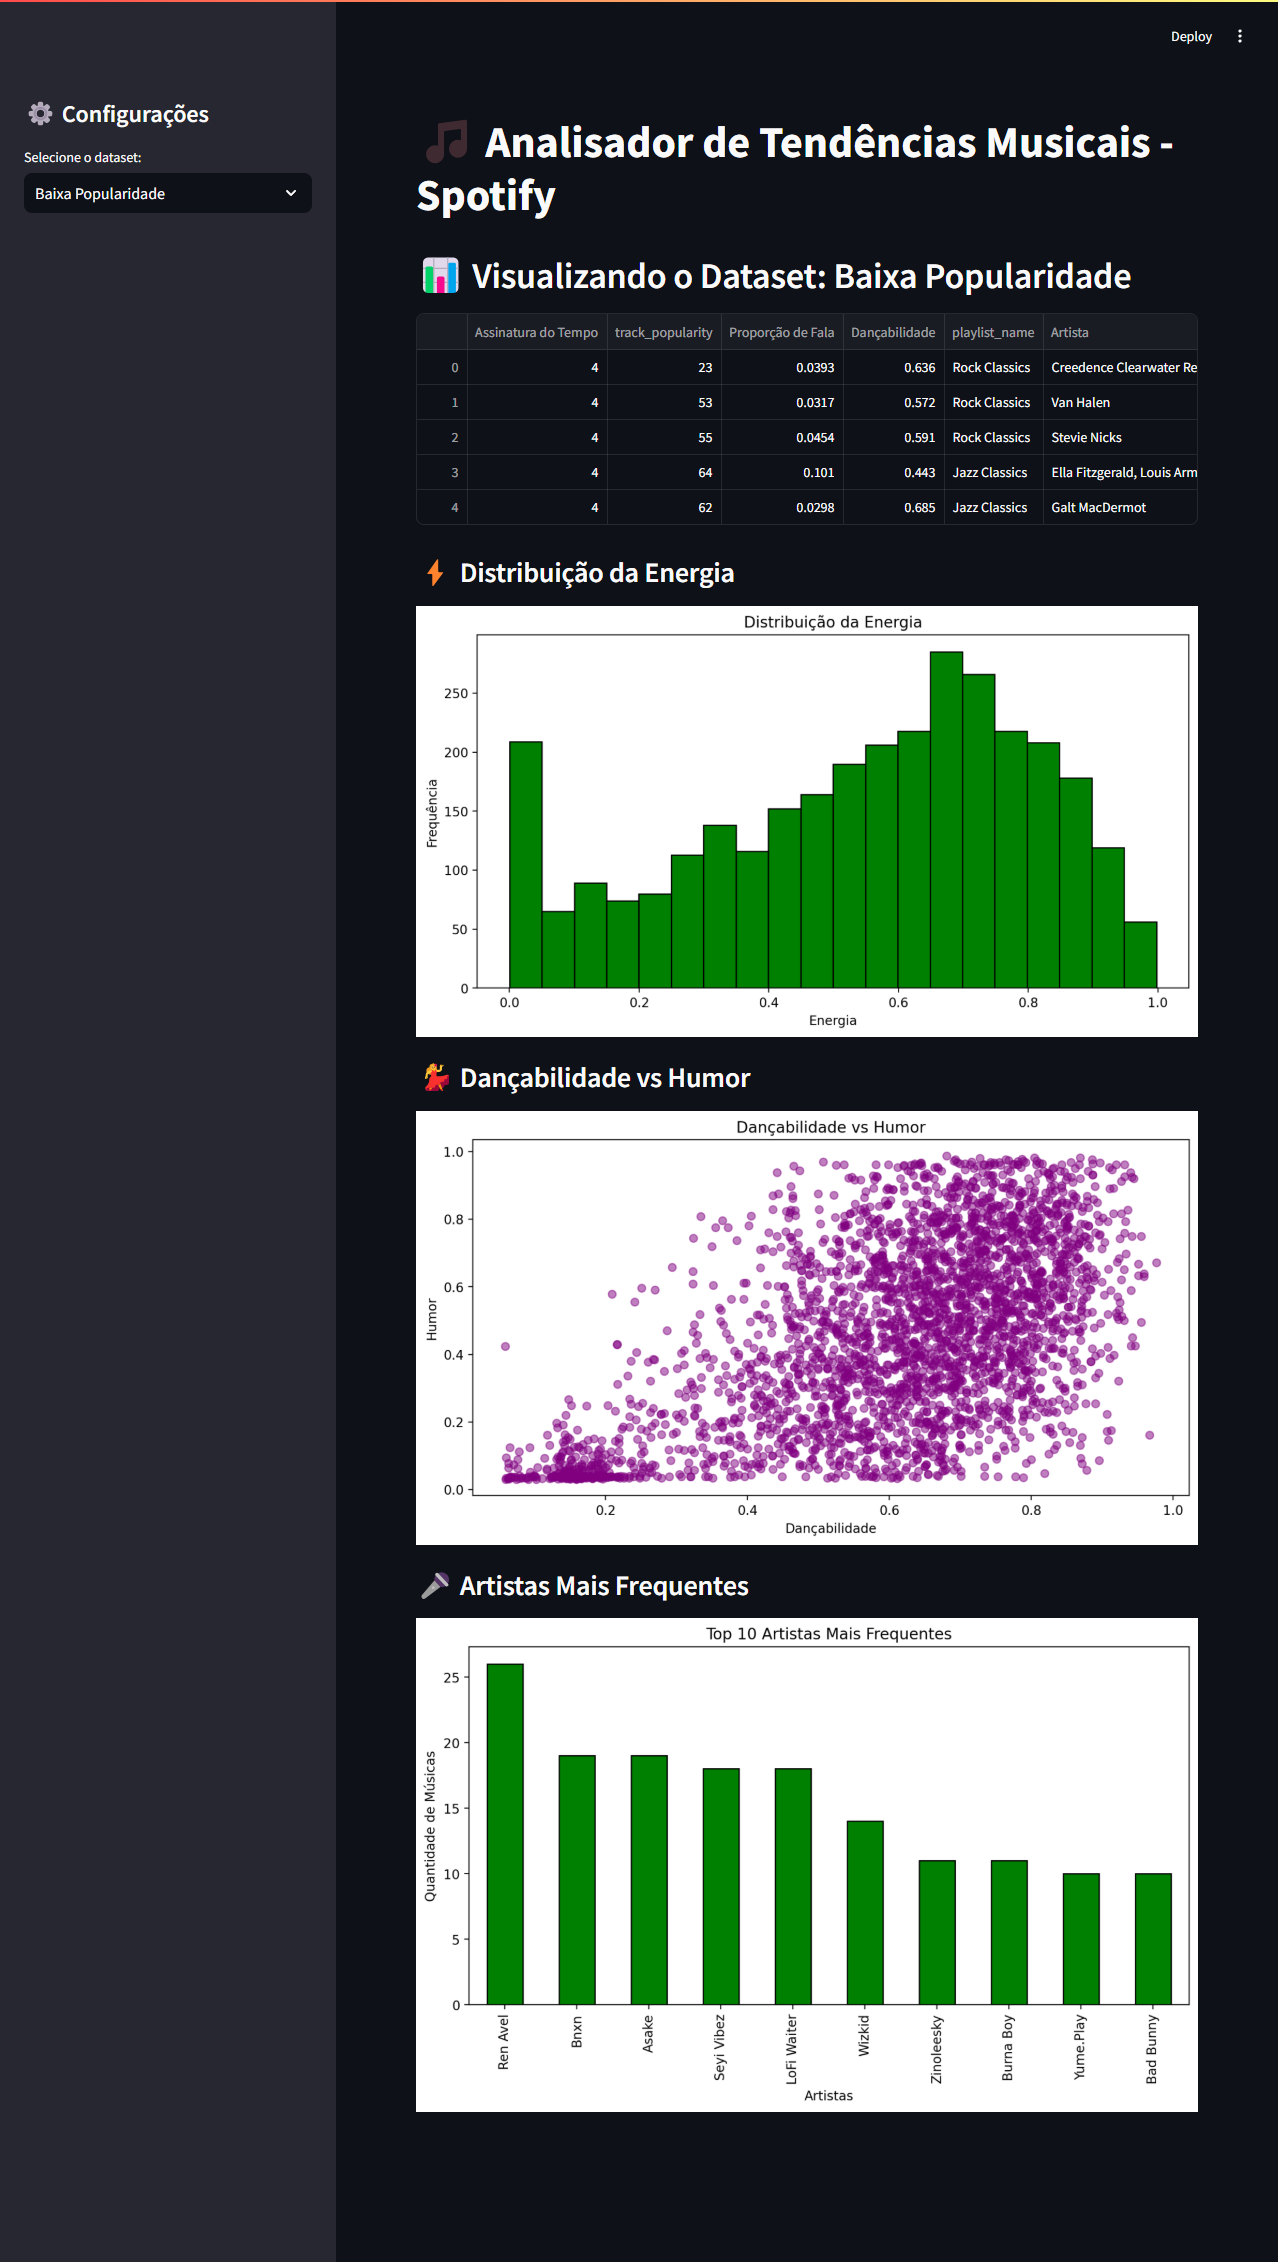 Deploy
Configurações
Selecione o dataset:
Baixa Popularidade
Analisador de Tendências Musicais -
Spotify
Visualizando o Dataset: Baixa Popularidade
Assinatura do Tempo track_popularity Proporção de Fala Dançabilidade playlist_name Artista
0 4 23 0.0393 0.636 Rock Classics Creedence Clearwater Re
1 4 53 0.0317 0.572 Rock Classics Van Halen
2 4 55 0.0454 0.591 Rock Classics Stevie Nicks
3 4 64 0.101 0.443 Jazz Classics Ella Fitzgerald, Louis Arm
4 4 62 0.0298 0.685 Jazz Classics Galt MacDermot
Distribuição da Energia
Distribuição da Energia
Frequência
250
200
150
100
50
0
0.0 0.2 0.4 0.6 0.8 1.0
Energia
Dançabilidade vs Humor
Dançabilidade vs Humor
Humor
1.0
0.8
0.6
0.4
0.2
0.0
0.2 0.4 0.6 0.8 1.0
Dançabilidade
Artistas Mais Frequentes
Top 10 Artistas Mais Frequentes
Quantidade de Músicas
25
20
15
10
5
0
Ren Avel
Bnxn
Asake
Seyi Vibez
LoFi Waiter
Wizkid
Zinoleesky
Burna Boy
Yume.Play
Bad Bunny
Artistas